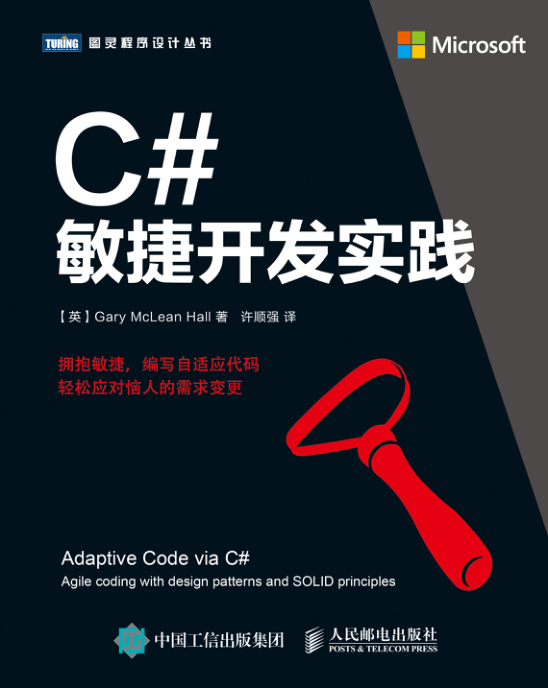 TURING 图灵程序设计丛书
Microsoft
C#
敏捷开发实践
【英】Gary McLean Hall 著 许顺强 译
拥抱敏捷，编写自适应代码
轻松应对恼人的需求变更
Adaptive Code via C#
Agile coding with design patterns and SOLID principles
中国工信出版集团
人民邮电出版社
POSTS & TELECOM PRESS